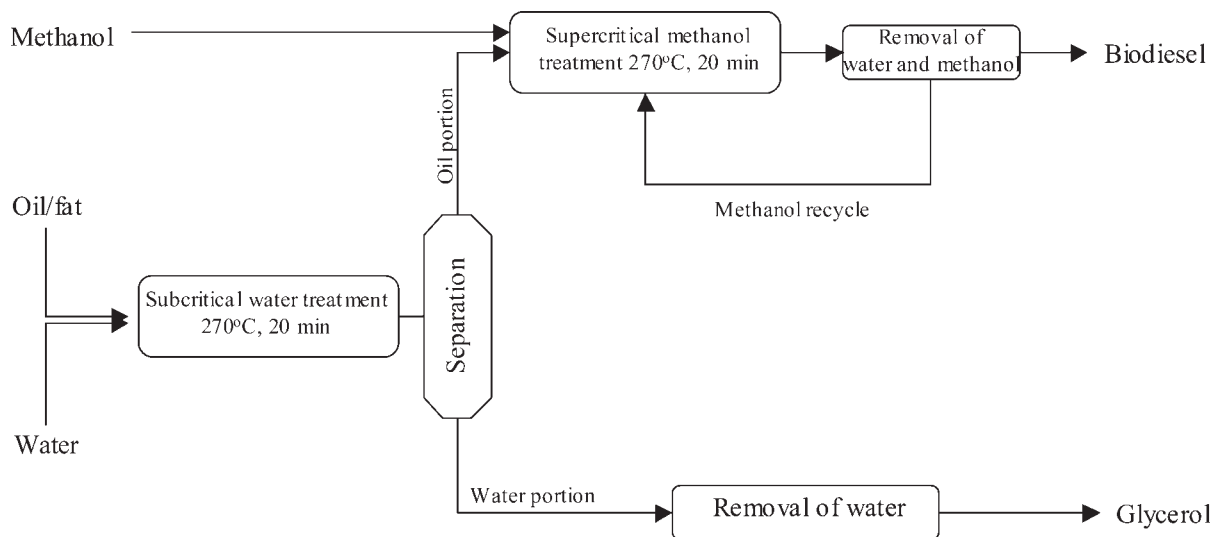 Methanol
Supercritical methanol
treatment 270°C, 20 min
Removal of
water and methanol
Biodiesel
Oil portion
Methanol recycle
Oil/fat
Subcritical water treatment
270°C, 20 min
Separation
Water
Water portion
Removal of water
Glycerol